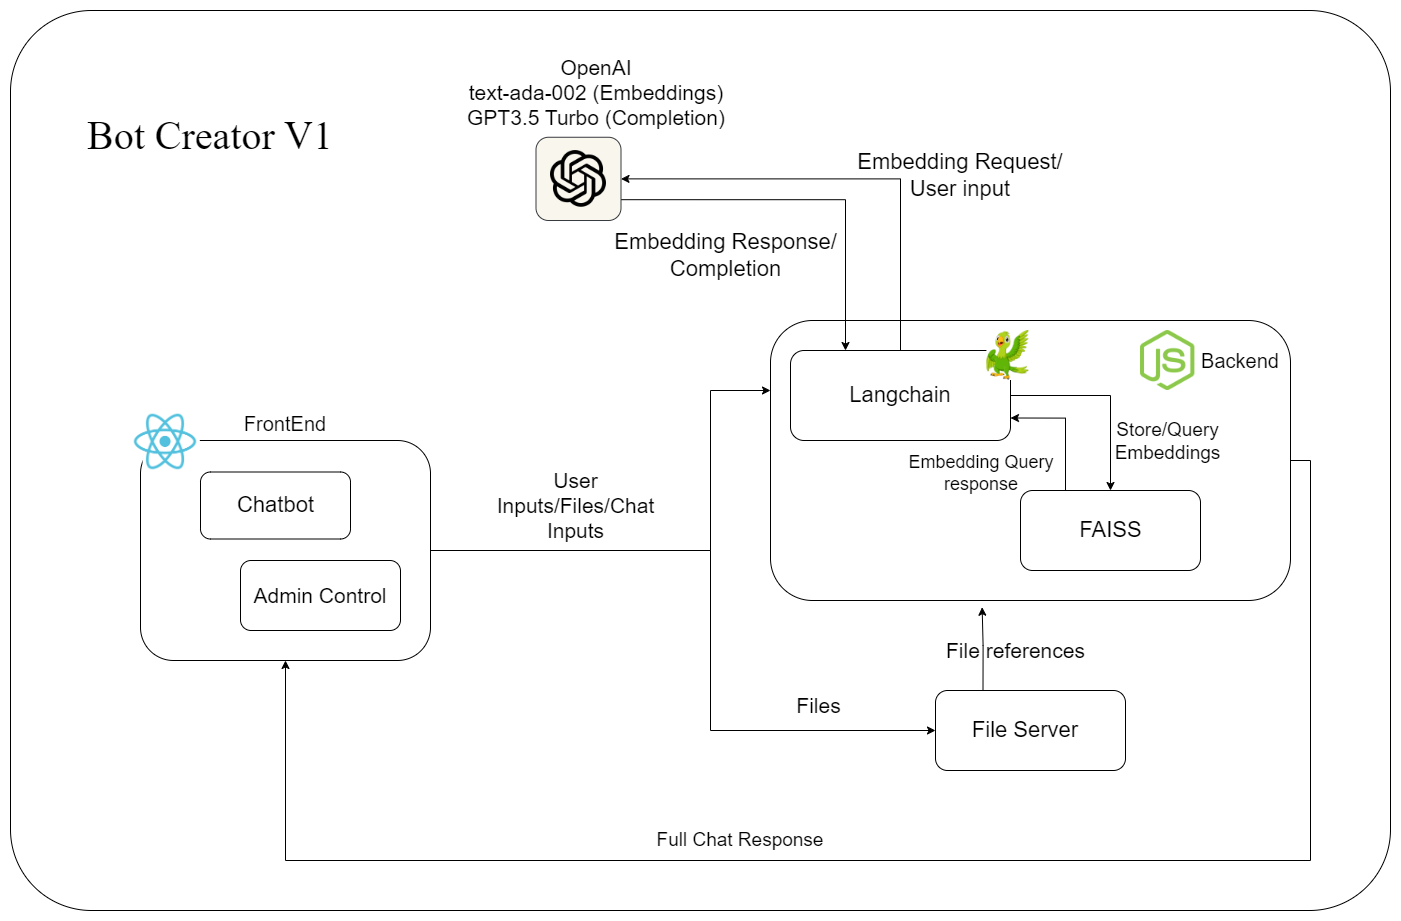 OpenAI
text-ada-002 (Embeddings)
GPT3.5 Turbo (Completion)
Bot Creator V1
Embedding Request/
User input
Embedding Response/
Completion
JS
Backend
Langchain
FrontEnd
Store/Query
Embeddings
Embedding Query
response
User
Inputs/Files/Chat
Inputs
Chatbot
FAISS
Admin Control
File references
Files
File Server
Full Chat Response